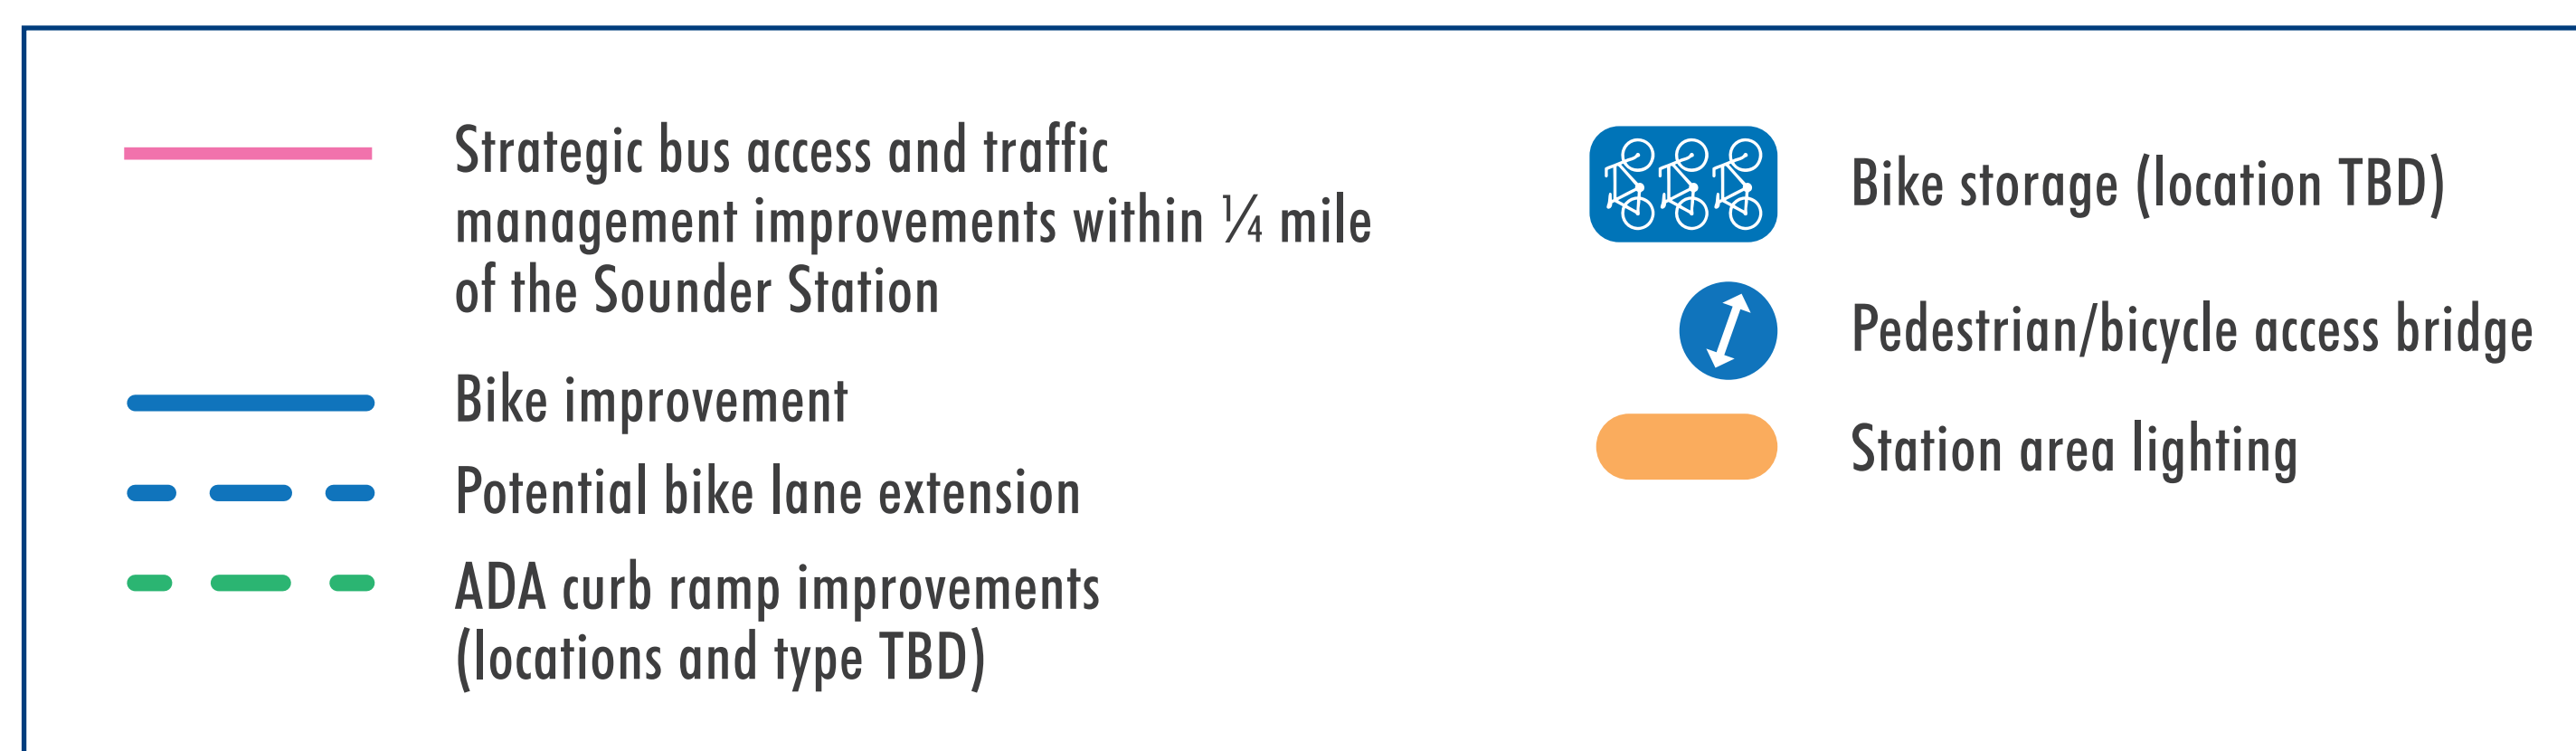 Strategic bus access and traffic
management improvements within ¼ mile
of the Sounder Station
Bike improvement
Potential bike lane extension
ADA curb ramp improvements
(locations and type TBD)
Bike storage (location TBD)
Pedestrian/bicycle access bridge
Station area lighting